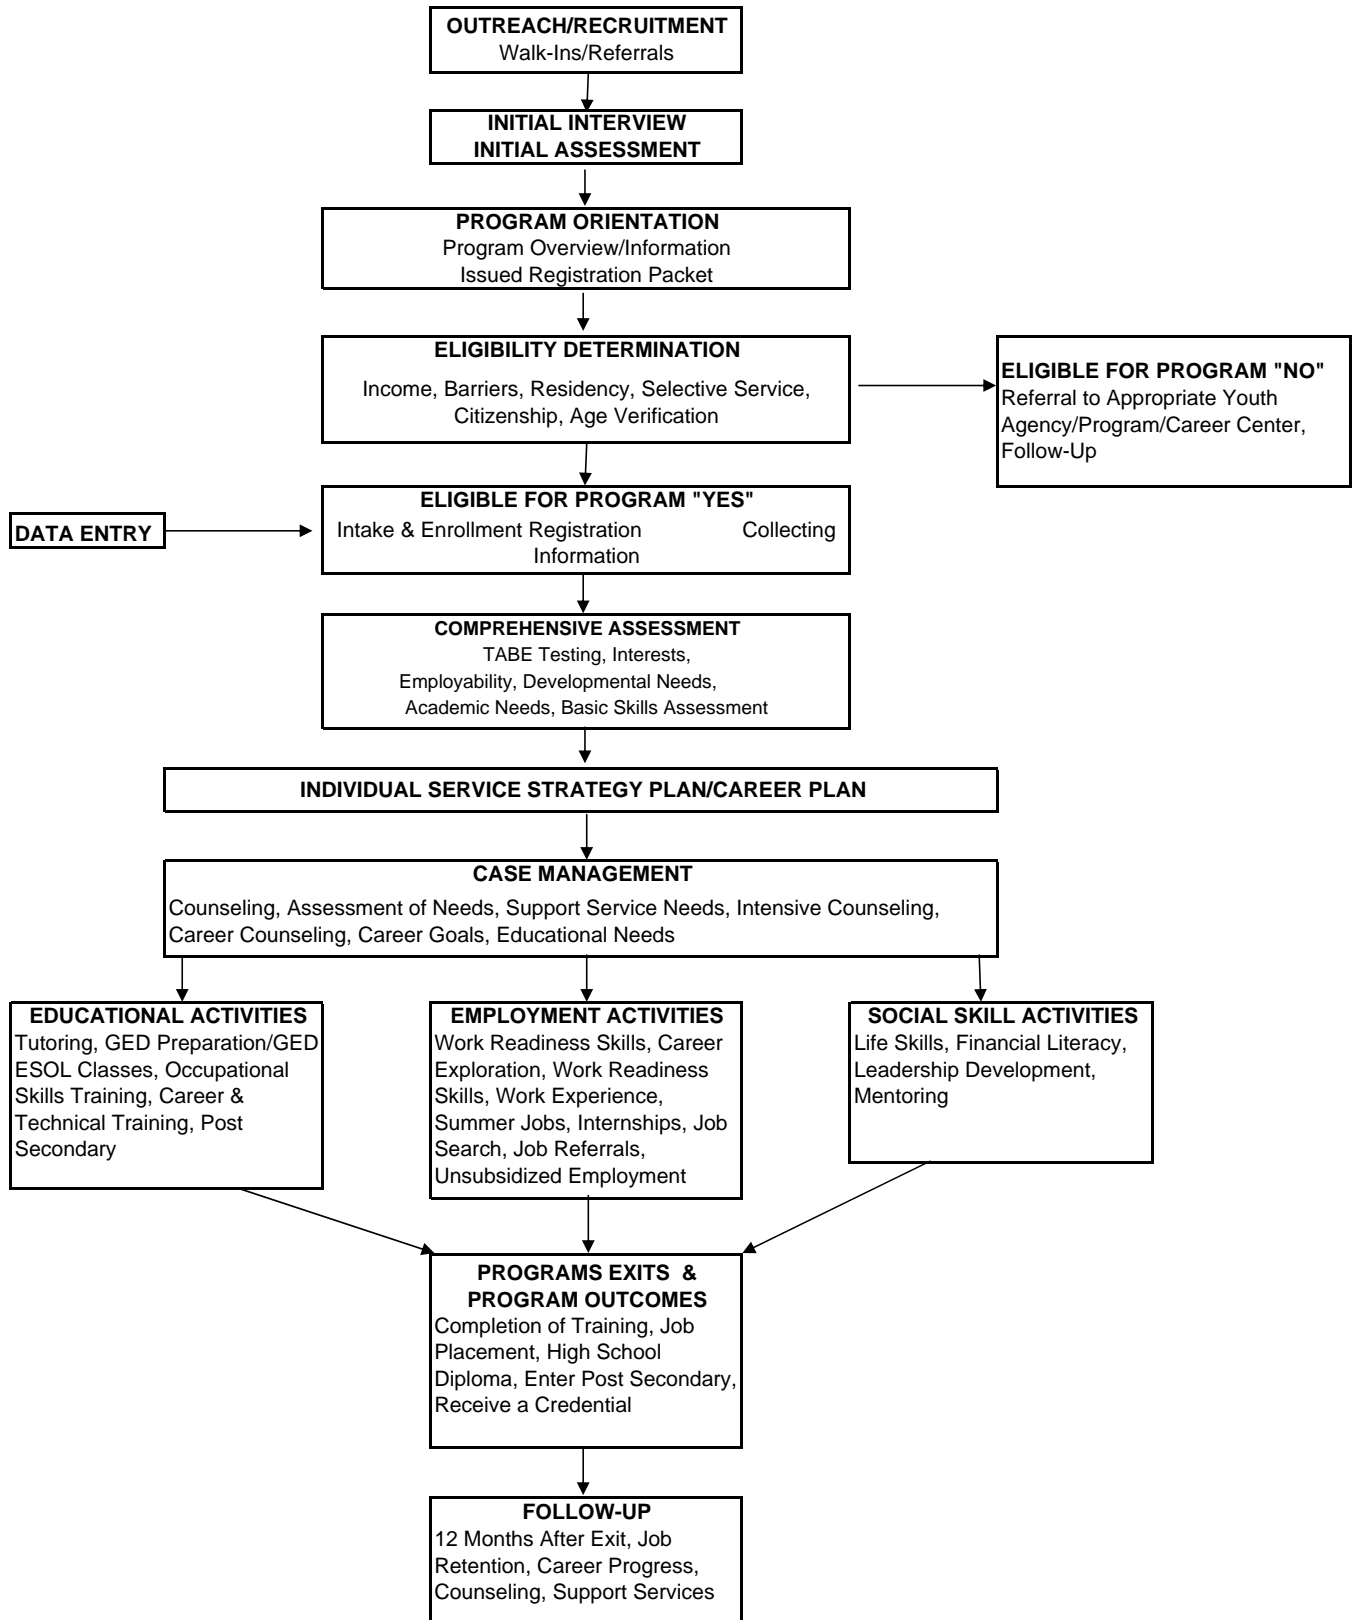 OUTREACH/RECRUITMENT
Walk-Ins/Referrals
INITIAL INTERVIEW
INITIAL ASSESSMENT
PROGRAM ORIENTATION
Program Overview/Information
Issued Registration Packet
ELIGIBILITY DETERMINATION
Income, Barriers, Residency, Selective Service,
Citizenship, Age Verification
ELIGIBLE FOR PROGRAM "NO"
Referral to Appropriate Youth
Agency/Program/Career Center,
Follow-Up
ELIGIBLE FOR PROGRAM "YES"
Intake & Enrollment Registration Collecting
Information
DATA ENTRY
COMPREHENSIVE ASSESSMENT
TABE Testing, Interests,
Employability, Developmental Needs,
Academic Needs, Basic Skills Assessment
INDIVIDUAL SERVICE STRATEGY PLAN/CAREER PLAN
CASE MANAGEMENT
Counseling, Assessment of Needs, Support Service Needs, Intensive Counseling,
Career Counseling, Career Goals, Educational Needs
EDUCATIONAL ACTIVITIES
Tutoring, GED Preparation/GED
ESOL Classes, Occupational
Skills Training, Career &
Technical Training, Post
Secondary
EMPLOYMENT ACTIVITIES
Work Readiness Skills, Career
Exploration, Work Readiness
Skills, Work Experience,
Summer Jobs, Internships, Job
Search, Job Referrals,
Unsubsidized Employment
SOCIAL SKILL ACTIVITIES
Life Skills, Financial Literacy,
Leadership Development,
Mentoring
PROGRAMS EXITS &
PROGRAM OUTCOMES
Completion of Training, Job
Placement, High School
Diploma, Enter Post Secondary,
Receive a Credential
FOLLOW-UP
12 Months After Exit, Job
Retention, Career Progress,
Counseling, Support Services